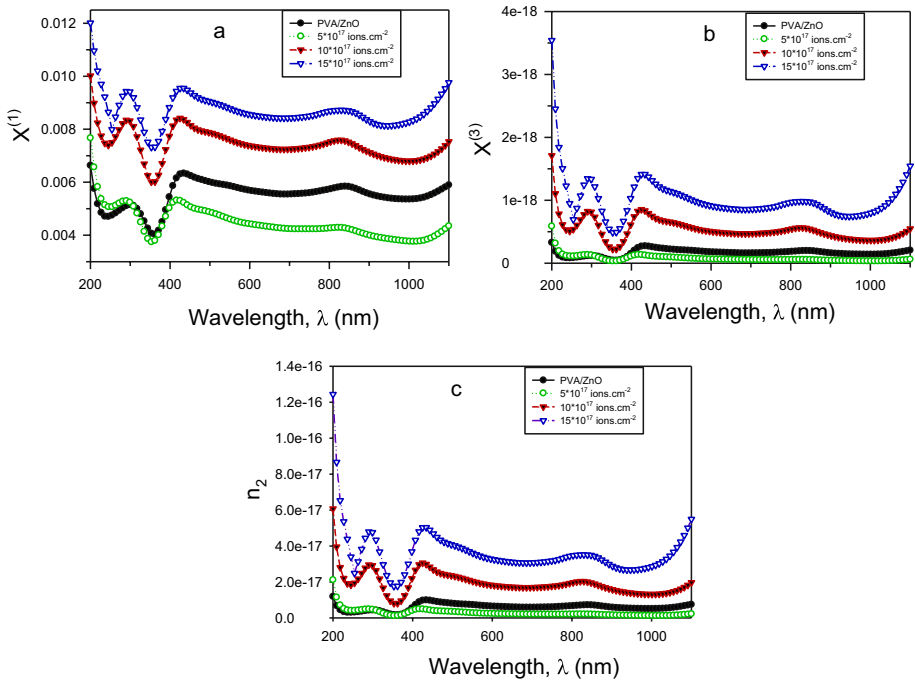 a
0.012
0.010
0.008
0.006
0.004
X(1)
PVA/ZnO
5*10^17 ions.cm^-2
10*10^17 ions.cm^-2
15*10^17 ions.cm^-2
200 400 600 800 1000
Wavelength, λ (nm)
b
4e-18
3e-18
2e-18
1e-18
0
X(3)
PVA/ZnO
5*10^17 ions.cm^-2
10*10^17 ions.cm^-2
15*10^17 ions.cm^-2
200 400 600 800 1000
Wavelength, λ (nm)
c
1.4e-16
1.2e-16
1.0e-16
8.0e-17
6.0e-17
4.0e-17
2.0e-17
0.0
n2
PVA/ZnO
5*10^17 ions.cm^-2
10*10^17 ions.cm^-2
15*10^17 ions.cm^-2
200 400 600 800 1000
Wavelength, λ (nm)